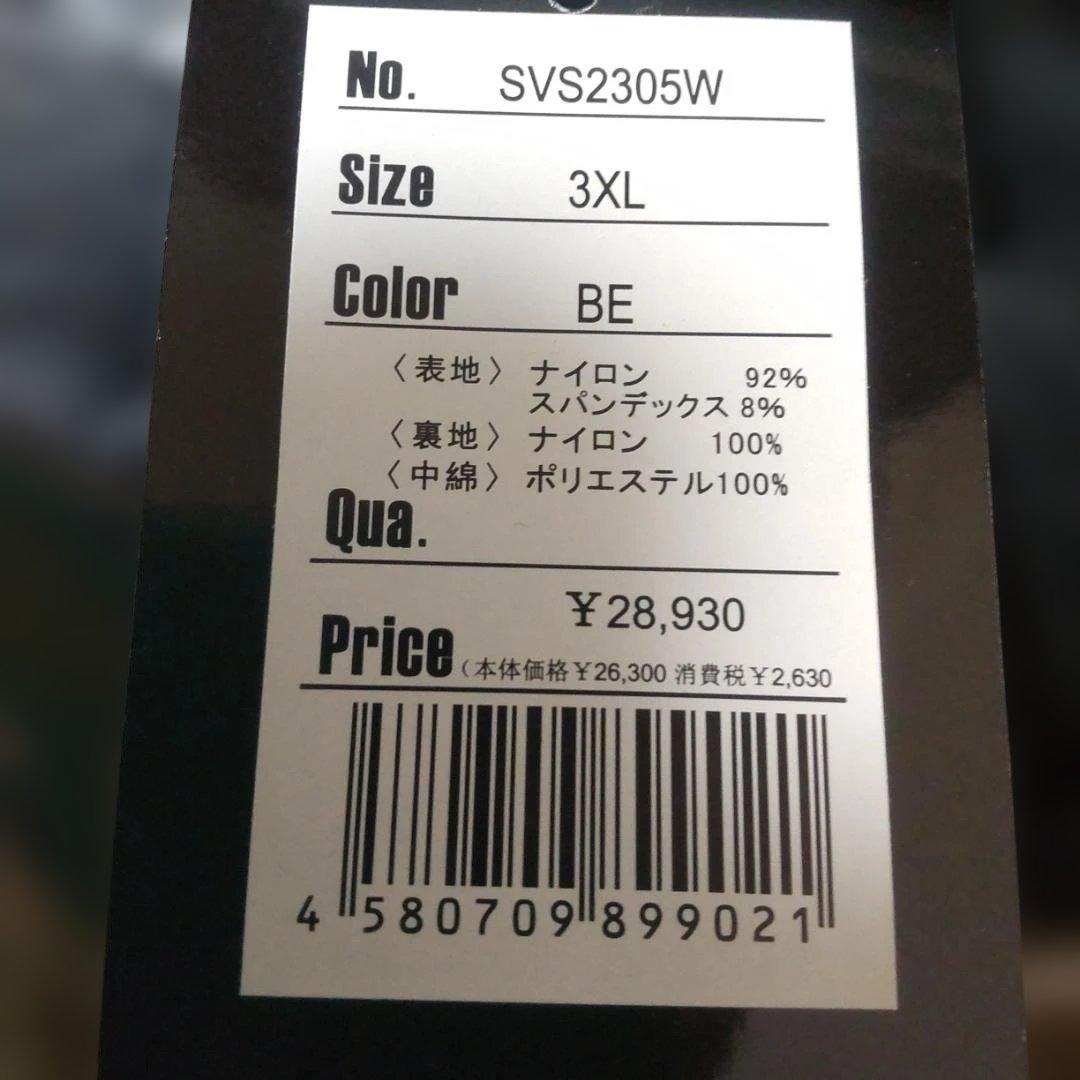 No. SVS2305W
Size 3XL
Color BE
〈表地〉 ナイロン 92%
スパンデックス 8%
〈裏地〉 ナイロン 100%
〈中綿〉 ポリエステル100%
Qua.
¥28,930
Price (本体価格¥26,300 消費税¥2,630
4 580709 899021